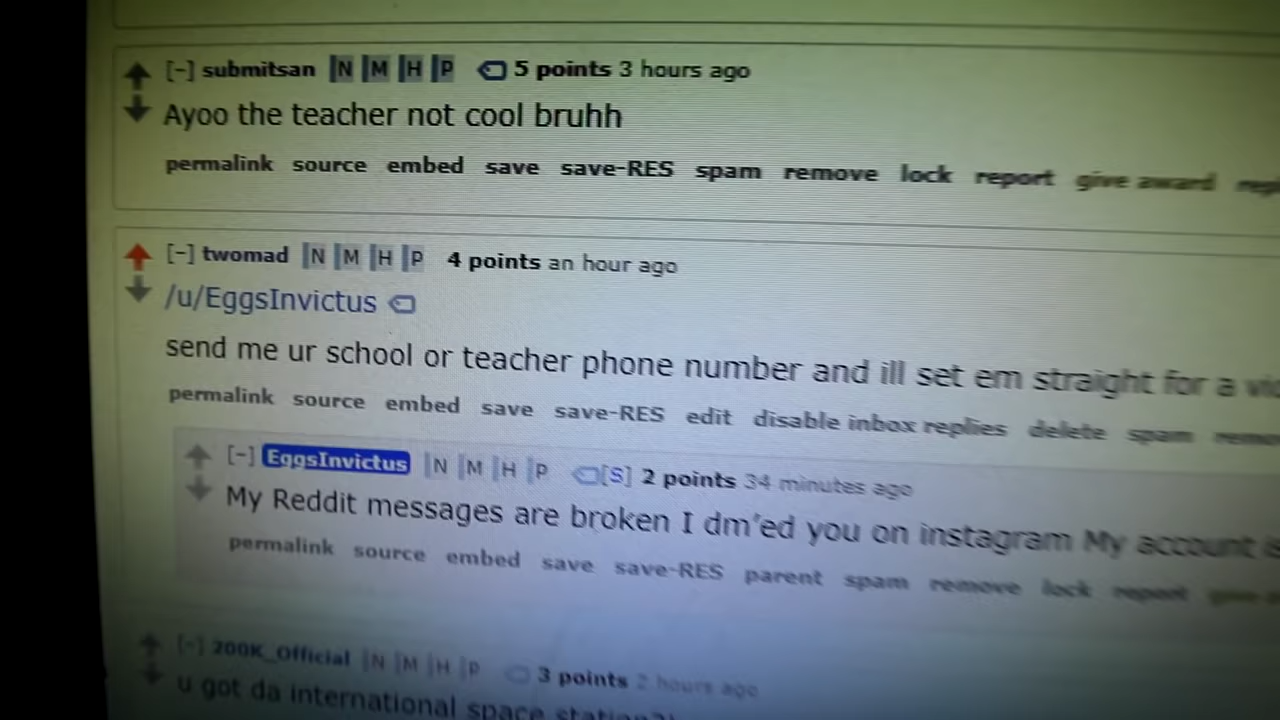 [-] submitsan N M H P 5 points 3 hours ago
Ayoo the teacher not cool bruhh
permalink source embed save save-RES spam remove lock report give award
[-] twomad N M H P 4 points an hour ago
/u/EggsInvictus
send me ur school or teacher phone number and ill set em straight for a
permalink source embed save save-RES edit disable inbox replies delete spam
[-] EggsInvictus N M H P [S] 2 points 34 minutes ago
My Reddit messages are broken I dm'ed you on instagram My account
permalink source embed save save-RES parent spam remove lock report
[-] 200K_Official N M H P 3 points 2 hours ago
u got da international space station